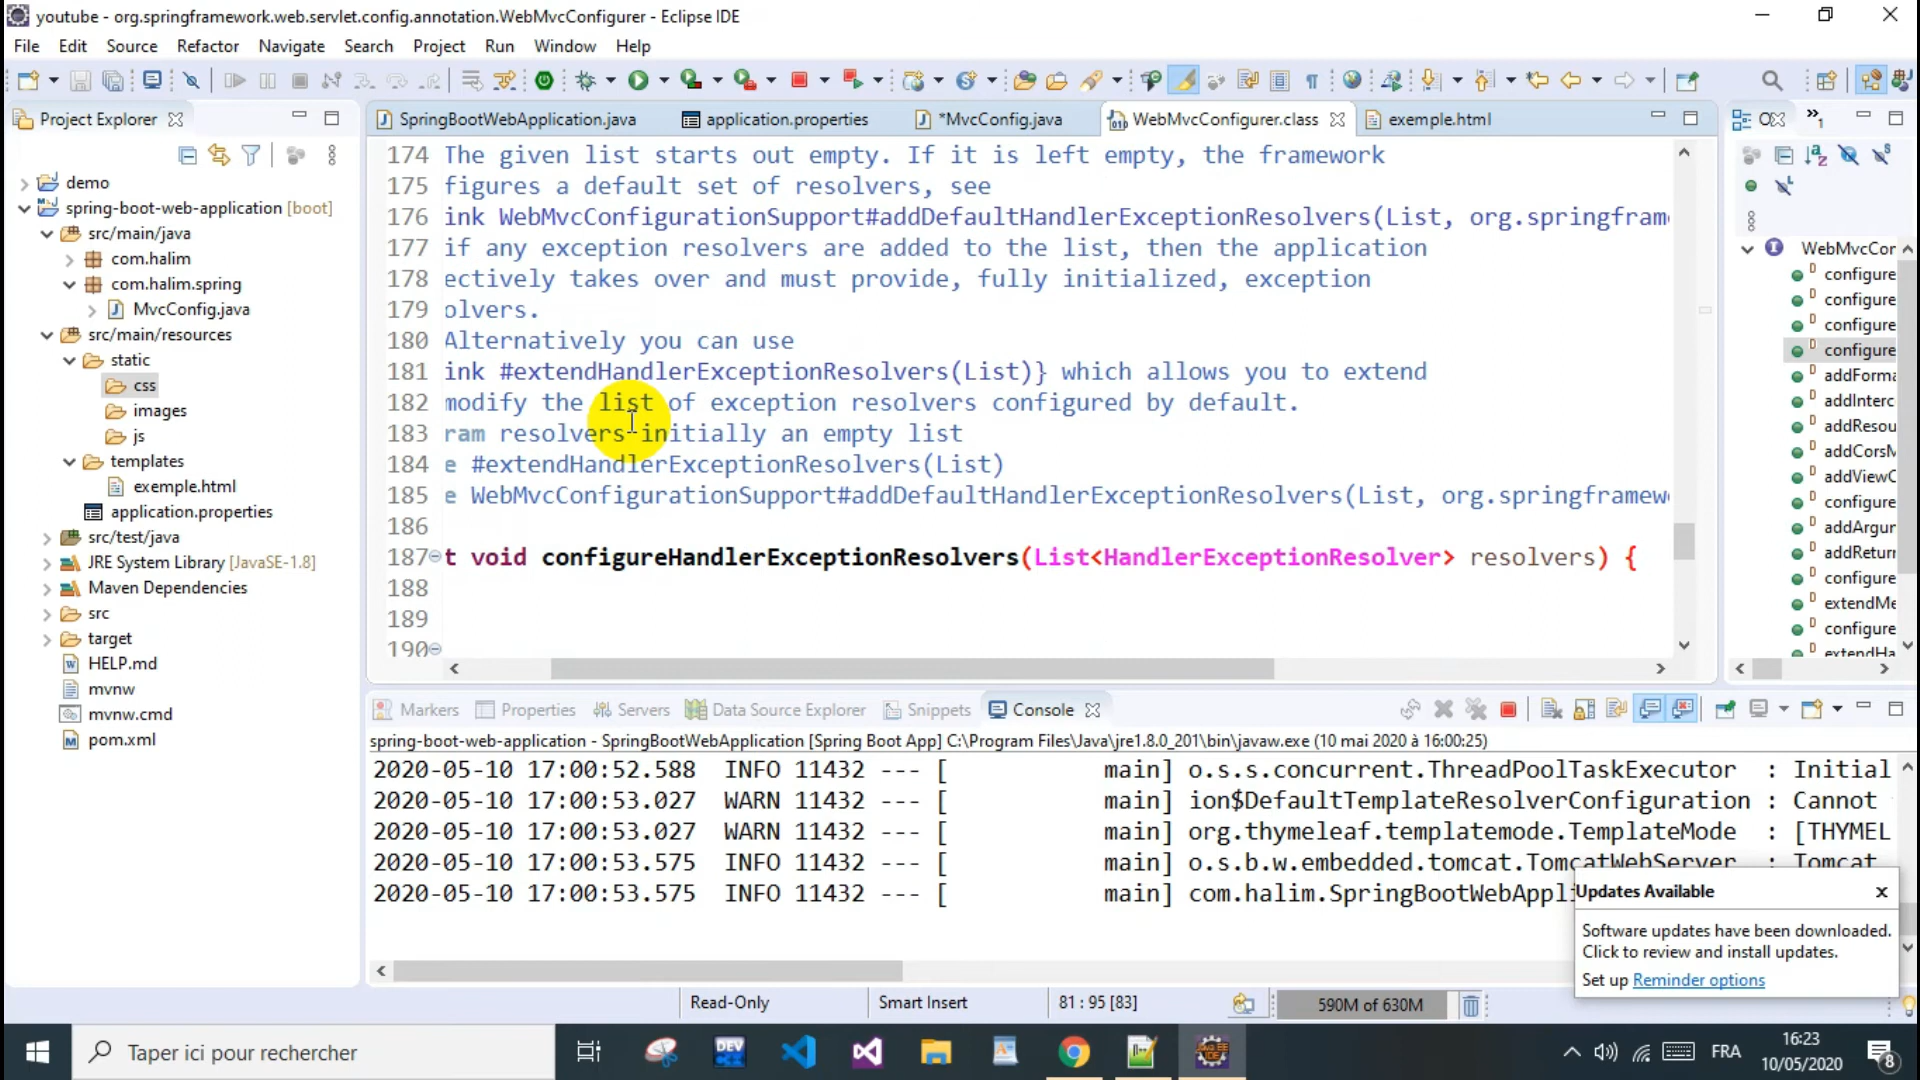 youtube - org.springframework.web.servlet.config.annotation.WebMvcConfigurer - Eclipse IDE
File Edit Source Refactor Navigate Search Project Run Window Help
Project Explorer
demo
spring-boot-web-application [boot]
src/main/java
com.halim
com.halim.spring
MvcConfig.java
src/main/resources
static
css
images
js
templates
exemple.html
application.properties
src/test/java
JRE System Library [JavaSE-1.8]
Maven Dependencies
src
target
HELP.md
mvnw
mvnw.cmd
pom.xml
SpringBootWebApplication.java application.properties *MvcConfig.java WebMvcConfigurer.class exemple.html
174 The given list starts out empty. If it is left empty, the framework
175 figures a default set of resolvers, see
176 ink WebMvcConfigurationSupport#addDefaultHandlerExceptionResolvers(List, org.springfram
177 if any exception resolvers are added to the list, then the application
178 ectively takes over and must provide, fully initialized, exception
179 olvers.
180 Alternatively you can use
181 ink #extendHandlerExceptionResolvers(List)} which allows you to extend
182 modify the list of exception resolvers configured by default.
183 ram resolvers initially an empty list
184 e #extendHandlerExceptionResolvers(List)
185 e WebMvcConfigurationSupport#addDefaultHandlerExceptionResolvers(List, org.springframew
186
187 t void configureHandlerExceptionResolvers(List<HandlerExceptionResolver> resolvers) {
188
189
190
WebMvcCor
configure
configure
configure
configure
addForma
addInterc
addResou
addCorsM
addViewC
configure
addArgur
addReturn
configure
extendMe
configure
extendHa
Markers Properties Servers Data Source Explorer Snippets Console
spring-boot-web-application - SpringBootWebApplication [Spring Boot App] C:\Program Files\Java\jre1.8.0_201\bin\javaw.exe (10 mai 2020 à 16:00:25)
2020-05-10 17:00:52.588 INFO 11432 --- [ main] o.s.s.concurrent.ThreadPoolTaskExecutor : Initial
2020-05-10 17:00:53.027 WARN 11432 --- [ main] ion$DefaultTemplateResolverConfiguration : Cannot
2020-05-10 17:00:53.027 WARN 11432 --- [ main] org.thymeleaf.templatemode.TemplateMode : [THYMEL
2020-05-10 17:00:53.575 INFO 11432 --- [ main] o.s.b.w.embedded.tomcat.TomcatWebServer : Tomcat
2020-05-10 17:00:53.575 INFO 11432 --- [ main] com.halim.SpringBootWebAppli
Updates Available
Software updates have been downloaded.
Click to review and install updates.
Set up Reminder options
Read-Only Smart Insert 81 : 95 [83] 590M of 630M
Taper ici pour rechercher
DEV
FRA
16:23
10/05/2020
8